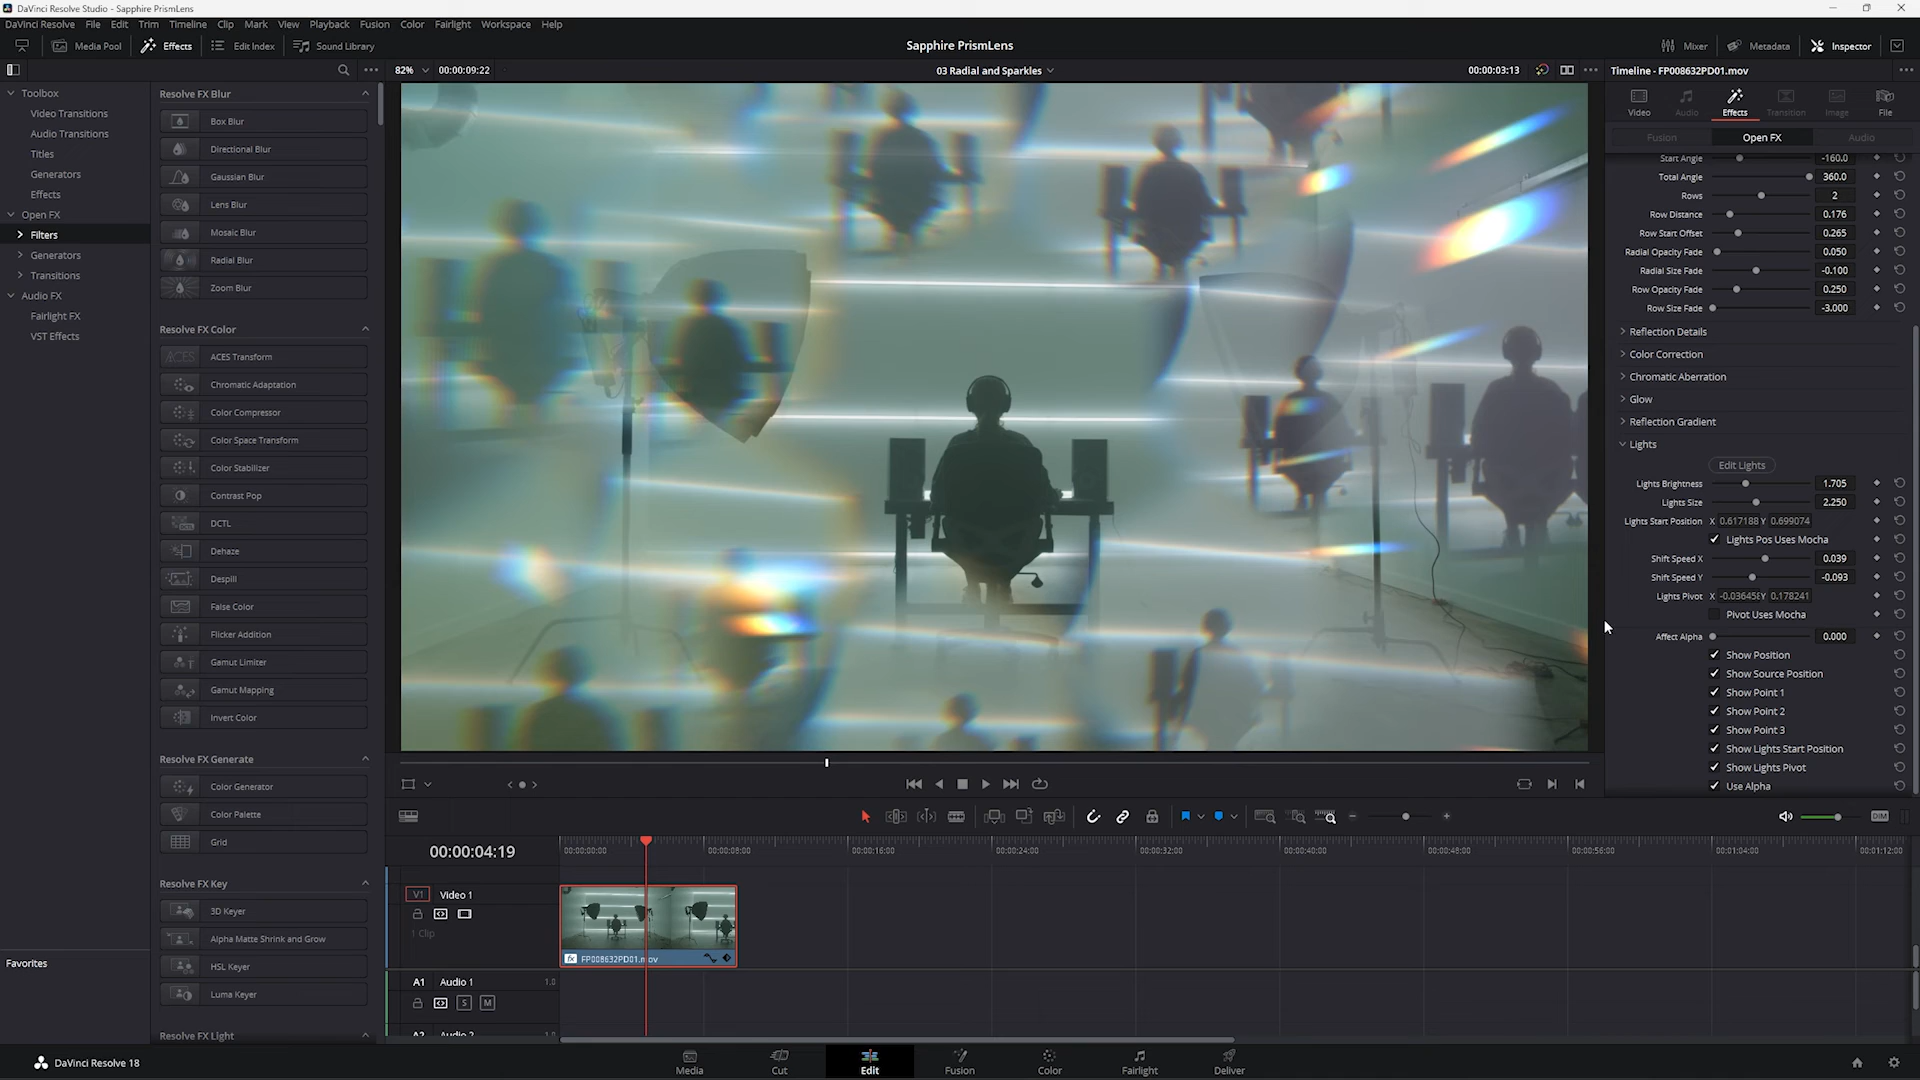 DaVinci Resolve Studio - Sapphire PrismLens
DaVinci Resolve File Edit Trim Timeline Clip Mark View Playback Fusion Color Fairlight Workspace Help
Media Pool Effects Edit Index Sound Library
Sapphire PrismLens
Mixer Metadata Inspector
82% 00:00:09:22
03 Radial and Sparkles
00:00:03:13
Timeline - FP008632PD01.mov
Toolbox
Video Transitions
Audio Transitions
Titles
Generators
Effects
Open FX
Filters
Generators
Transitions
Audio FX
Fairlight FX
VST Effects
Favorites
Resolve FX Blur
Box Blur
Directional Blur
Gaussian Blur
Lens Blur
Mosaic Blur
Radial Blur
Zoom Blur
Resolve FX Color
ACES ACES Transform
Chromatic Adaptation
Color Compressor
Color Space Transform
Color Stabilizer
Contrast Pop
DCTL
Dehaze
Despill
False Color
Flicker Addition
Gamut Limiter
Gamut Mapping
Invert Color
Resolve FX Generate
Color Generator
Color Palette
Grid
Resolve FX Key
3D Keyer
Alpha Matte Shrink and Grow
HSL Keyer
Luma Keyer
Resolve FX Light
Video Audio Effects Transition Image File
Fusion Open FX Audio
Start Angle -160.0
Total Angle 360.0
Rows 2
Row Distance 0.176
Row Start Offset 0.265
Radial Opacity Fade 0.050
Radial Size Fade -0.100
Row Opacity Fade 0.250
Row Size Fade -3.000
Reflection Details
Color Correction
Chromatic Aberration
Glow
Reflection Gradient
Lights
Edit Lights
Lights Brightness 1.705
Lights Size 2.250
Lights Start Position X 0.617188 Y 0.699074
Lights Pos Uses Mocha
Shift Speed X 0.039
Shift Speed Y -0.093
Lights Pivot X Y 0.178241
Pivot Uses Mocha
Affect Alpha 0.000
Show Position
Show Source Position
Show Point 1
Show Point 2
Show Point 3
Show Lights Start Position
Show Lights Pivot
Use Alpha
DIM
00:00:04:19
00:00:00:00 00:00:08:00 00:00:16:00 00:00:24:00 00:00:32:00 00:00:40:00 00:00:48:00 00:00:56:00 00:01:04:00 00:01:12:00
V1 Video 1
1 Clip
fx FP008632PD01.mov
A1 Audio 1 1.0
S M
A2 Audio 2 1.0
DaVinci Resolve 18
Media Cut Edit Fusion Color Fairlight Deliver